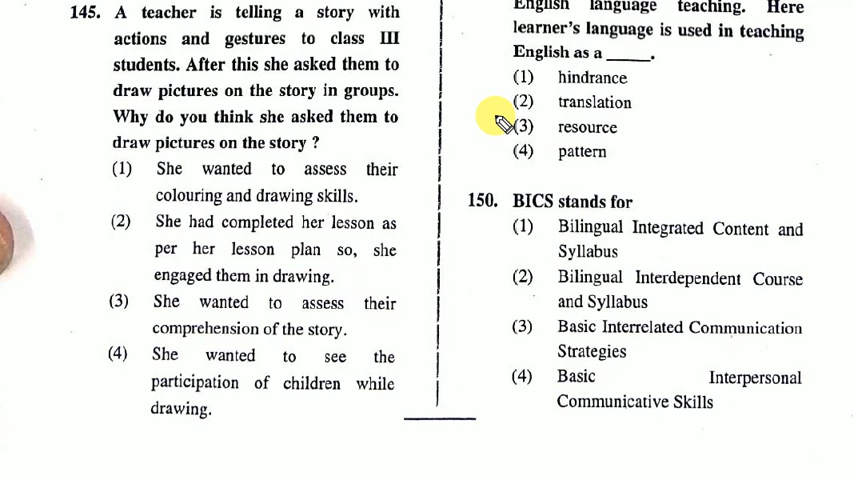 145. A teacher is telling a story with
actions and gestures to class III
students. After this she asked them to
draw pictures on the story in groups.
Why do you think she asked them to
draw pictures on the story ?
(1) She wanted to assess their
colouring and drawing skills.
(2) She had completed her lesson as
per her lesson plan so, she
engaged them in drawing.
(3) She wanted to assess their
comprehension of the story.
(4) She wanted to see the
participation of children while
drawing.
English language teaching. Here
learner's language is used in teaching
English as a _____.
(1) hindrance
(2) translation
(3) resource
(4) pattern
150. BICS stands for
(1) Bilingual Integrated Content and
Syllabus
(2) Bilingual Interdependent Course
and Syllabus
(3) Basic Interrelated Communication
Strategies
(4) Basic Interpersonal
Communicative Skills